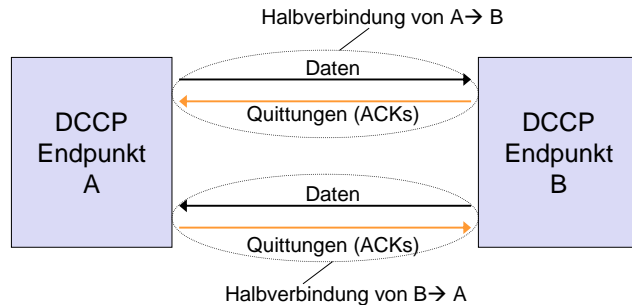 Halbverbindung von A→ B
Daten
Quittungen (ACKs)
DCCP
Endpunkt
A
DCCP
Endpunkt
B
Daten
Quittungen (ACKs)
Halbverbindung von B→ A